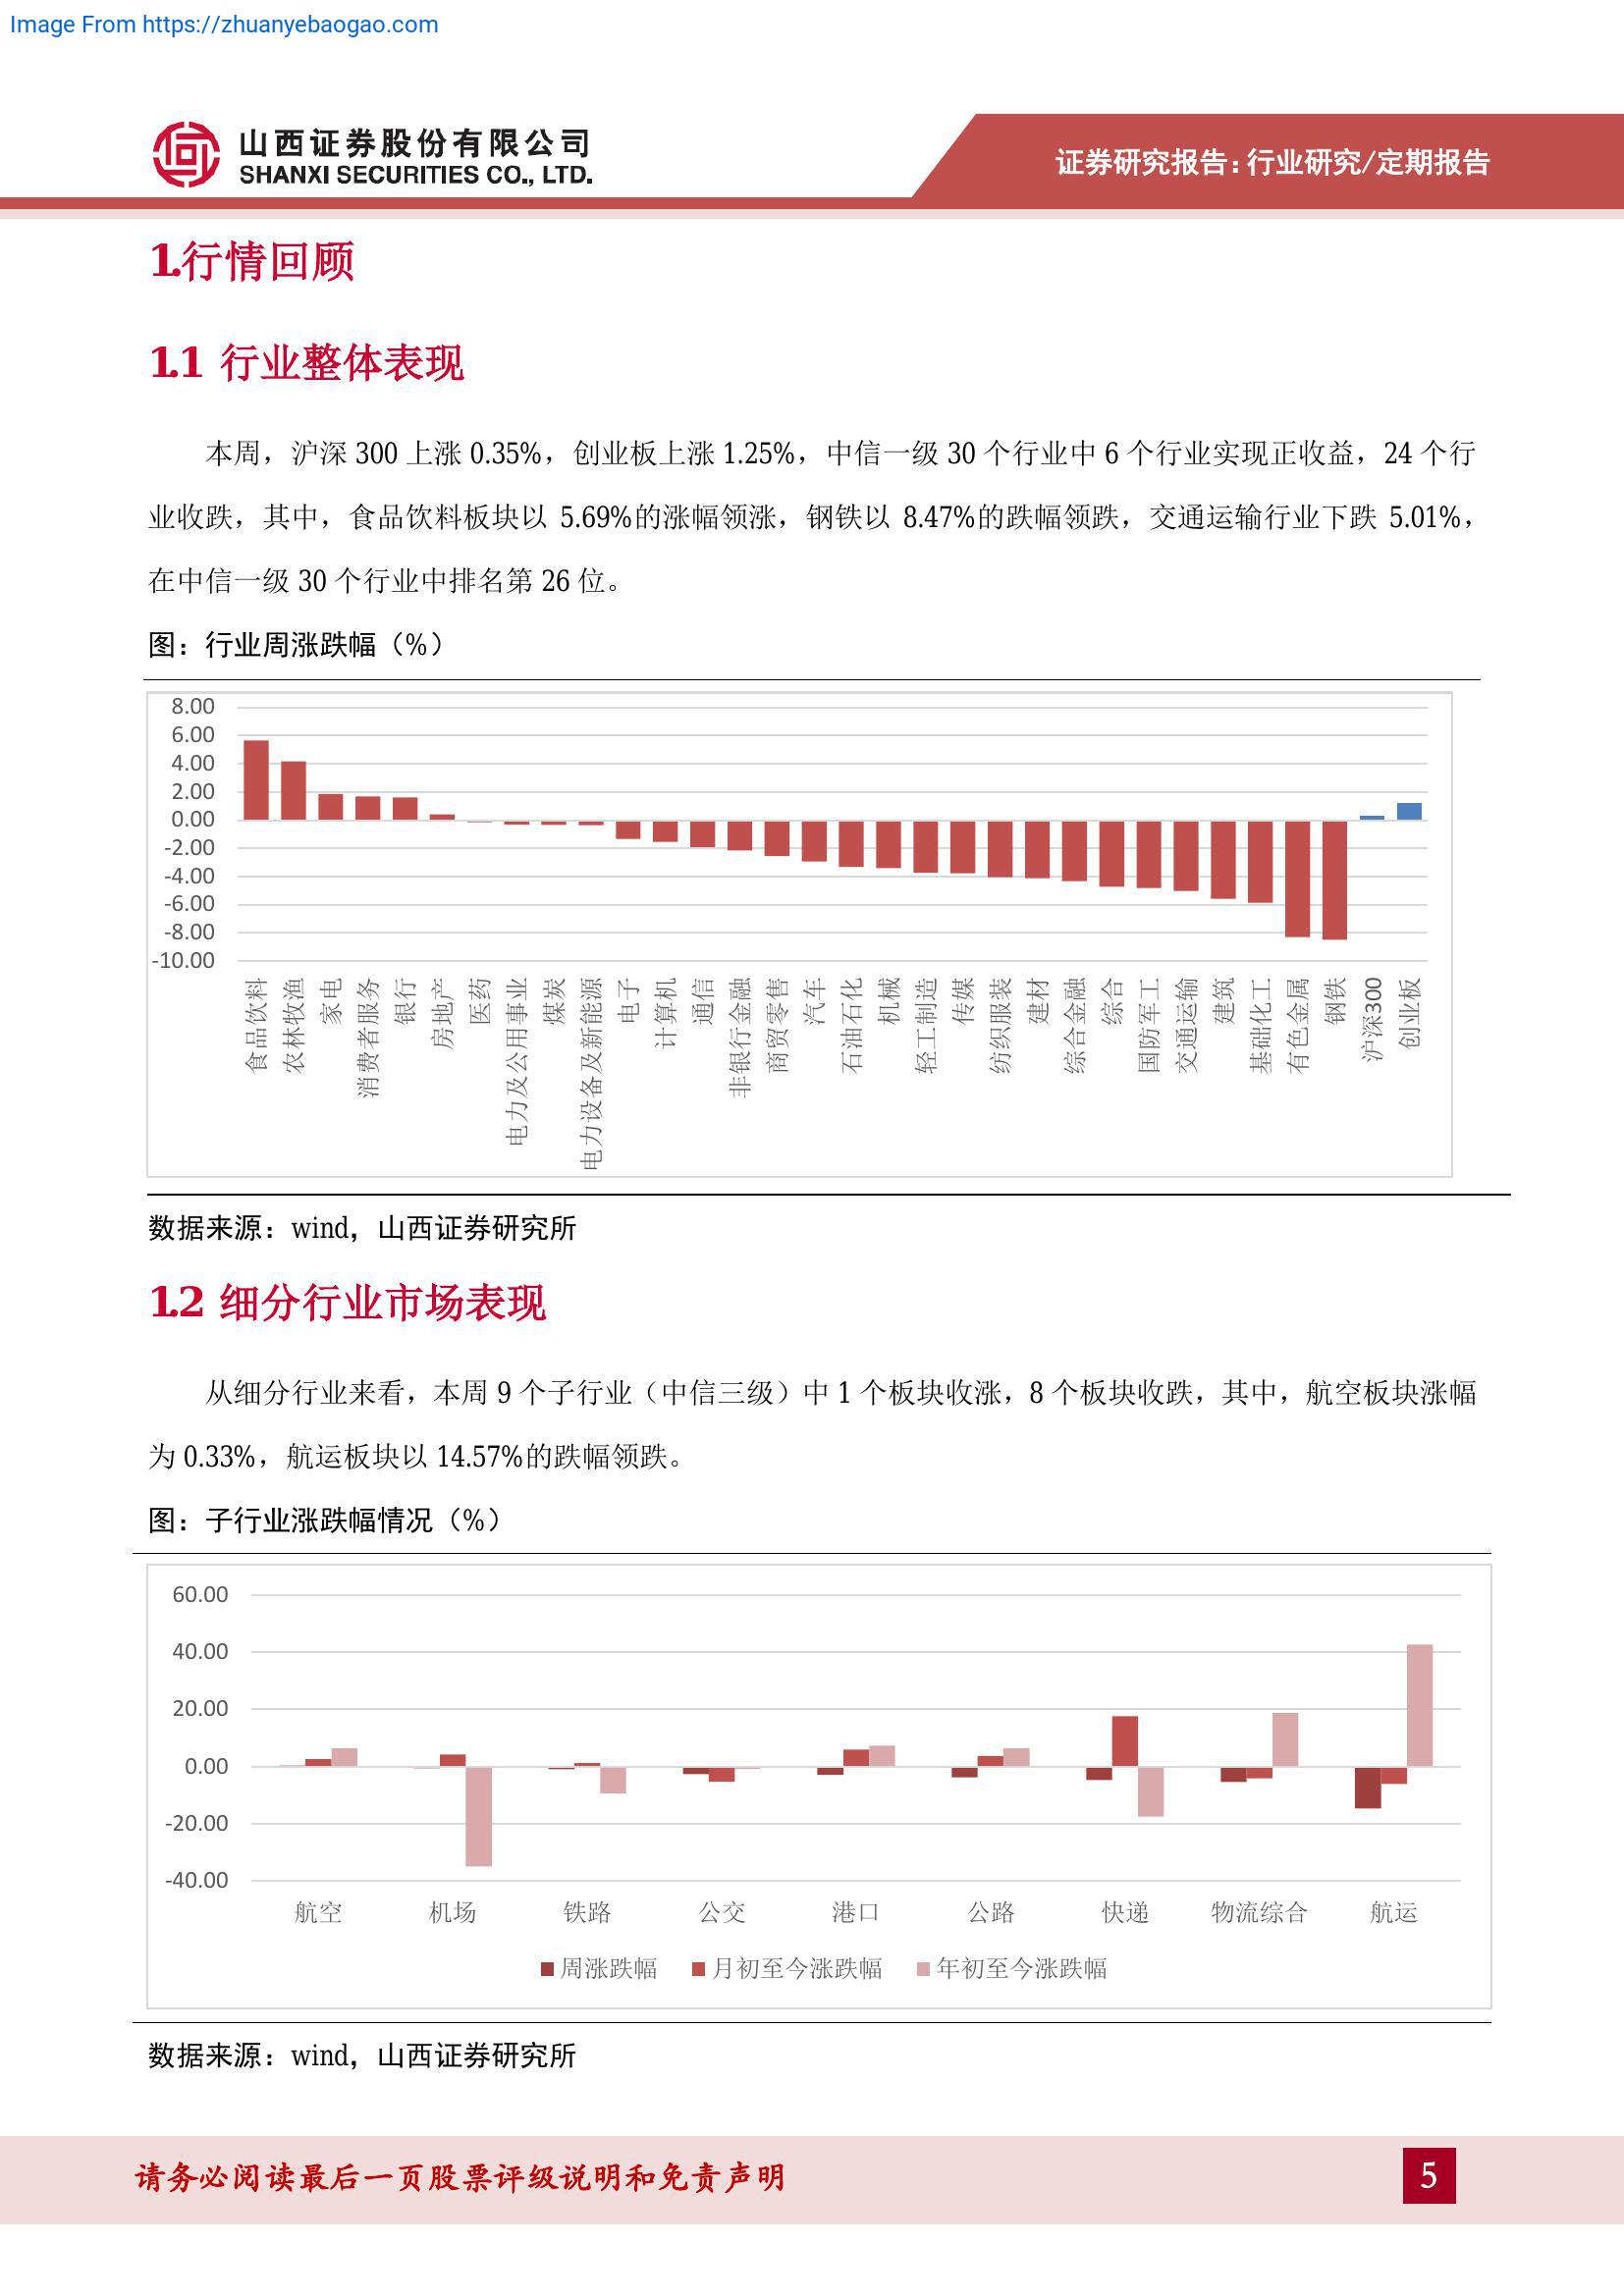 Image From https://zhuanyebaogao.com
山西证券股份有限公司
SHANXI SECURITIES CO., LTD.
证券研究报告:行业研究/定期报告
1.行情回顾
1.1 行业整体表现
本周，沪深 300 上涨 0.35%，创业板上涨 1.25%，中信一级 30 个行业中 6 个行业实现正收益，24 个行
业收跌，其中，食品饮料板块以 5.69%的涨幅领涨，钢铁以 8.47%的跌幅领跌，交通运输行业下跌 5.01%，
在中信一级 30 个行业中排名第 26 位。
图：行业周涨跌幅（%）
8.00
6.00
4.00
2.00
0.00
-2.00
-4.00
-6.00
-8.00
-10.00
食品饮料
农林牧渔
家电
消费者服务
银行
房地产
医药
电力及公用事业
煤炭
电力设备及新能源
电子
计算机
通信
非银行金融
商贸零售
汽车
石油石化
机械
轻工制造
传媒
纺织服装
建材
综合金融
综合
国防军工
交通运输
建筑
基础化工
有色金属
钢铁
沪深300
创业板
数据来源：wind，山西证券研究所
1.2 细分行业市场表现
从细分行业来看，本周 9 个子行业（中信三级）中 1 个板块收涨，8 个板块收跌，其中，航空板块涨幅
为 0.33%，航运板块以 14.57%的跌幅领跌。
图：子行业涨跌幅情况（%）
60.00
40.00
20.00
0.00
-20.00
-40.00
航空 机场 铁路 公交 港口 公路 快递 物流综合 航运
周涨跌幅 月初至今涨跌幅 年初至今涨跌幅
数据来源：wind，山西证券研究所
请务必阅读最后一页股票评级说明和免责声明
5